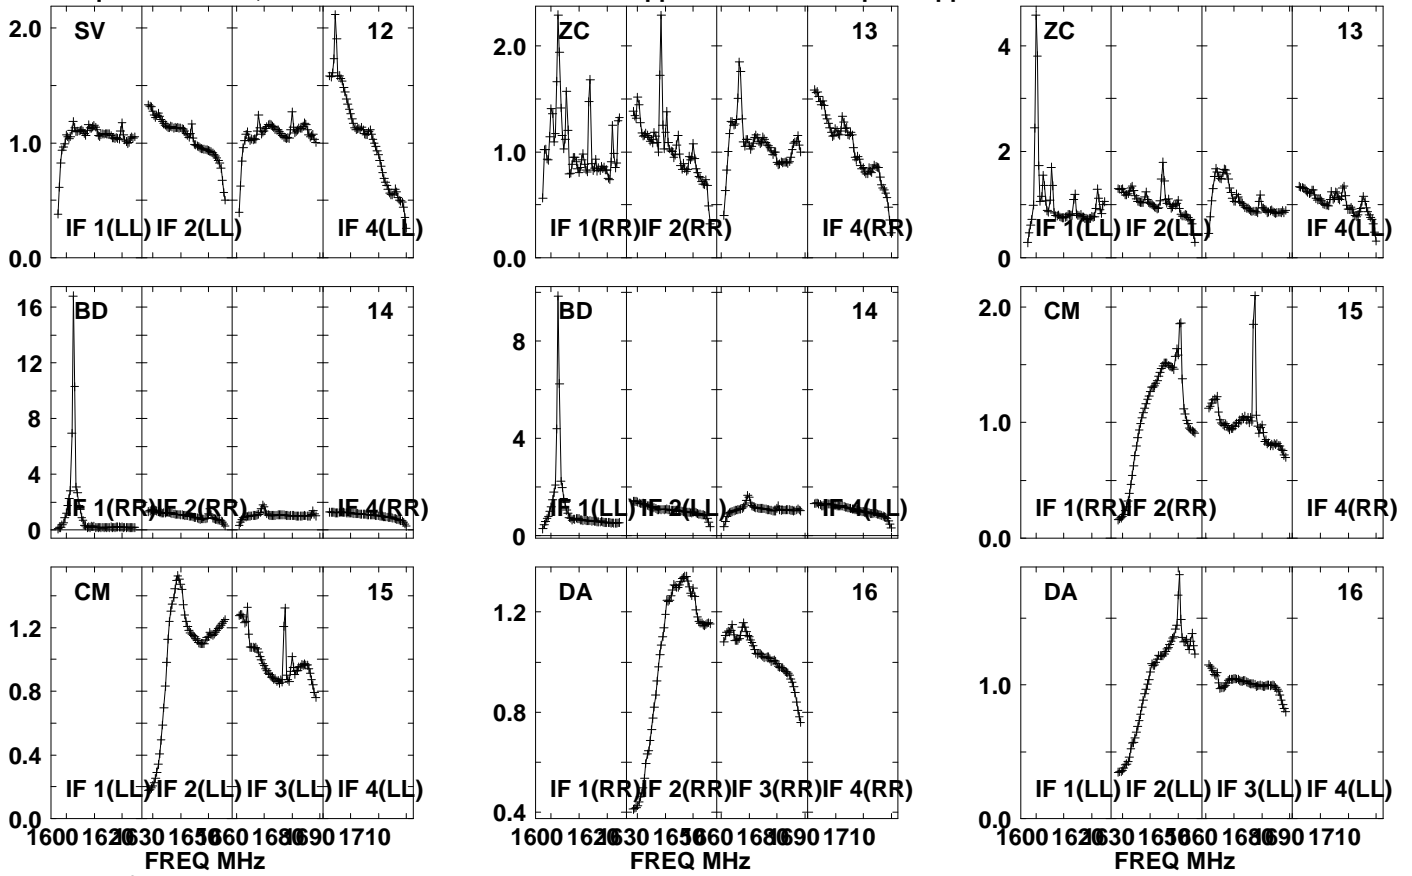 SV 12 ZC 13 ZC 13
2.0 2.0 4
1.0 1.0 2
IF 1(LL) IF 2(LL) IF 4(LL) IF 1(RR) IF 2(RR) IF 4(RR) IF 1(LL) IF 2(LL) IF 4(LL)
0.0 0.0 0
BD 14 BD 14 CM 15
16 8 2.0
12
8 4 1.0
4
IF 1(RR) IF 2(RR) IF 4(RR) IF 1(LL) IF 2(LL) IF 4(LL) IF 1(RR) IF 2(RR) IF 4(RR)
0 0 0.0
CM 15 DA 16 DA 16
1.2 1.2
0.8 0.8 1.0
0.4
IF 1(LL) IF 2(LL) IF 3(LL) IF 4(LL) IF 1(RR) IF 2(RR) IF 3(RR) IF 4(RR) IF 1(LL) IF 2(LL) IF 3(LL) IF 4(LL)
0.0 0.4 0.0
1600 1620 1630 1650 1660 1680 1690 1710 1600 1620 1630 1650 1660 1680 1690 1710 1600 1620 1630 1650 1660 1680 1690 1710
FREQ MHz FREQ MHz FREQ MHz